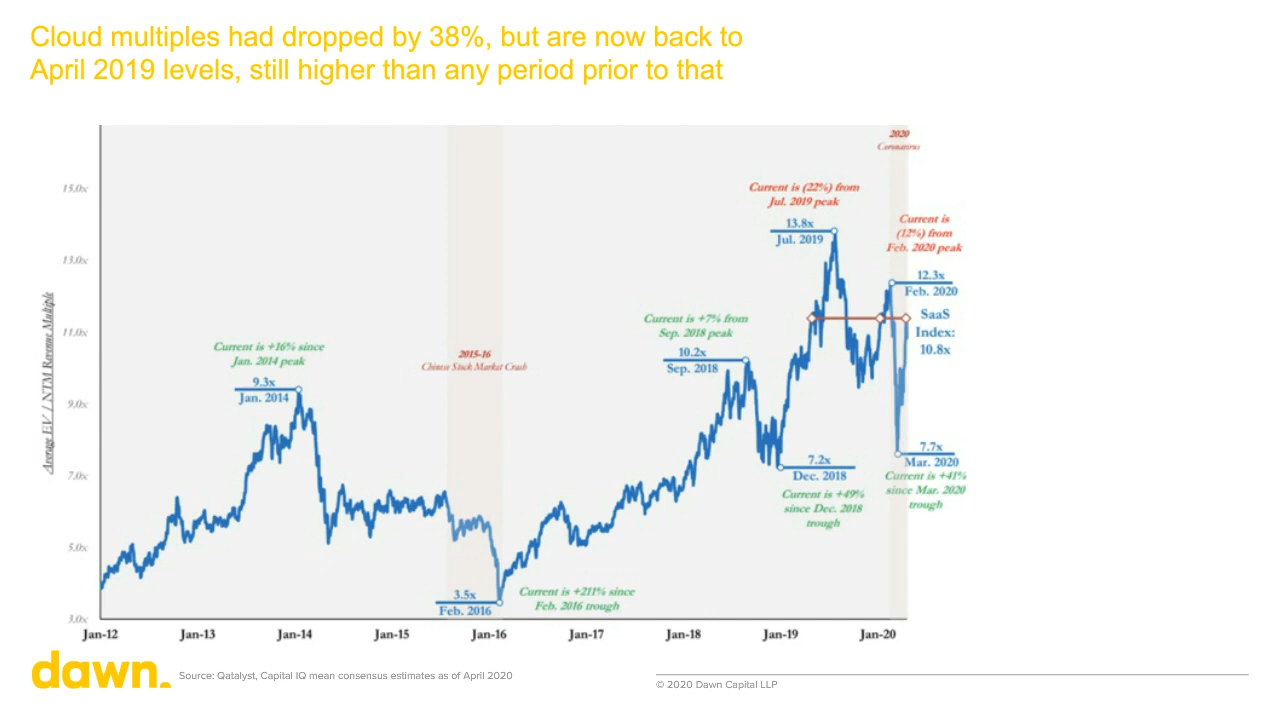 Cloud multiples had dropped by 38%, but are now back to
April 2019 levels, still higher than any period prior to that
2020
Coronavirus
15.0x
Current is (22%) from
Jul. 2019 peak
13.8x
Jul. 2019
Current is
(12%) from
Feb. 2020 peak
13.0x
12.3x
Feb. 2020
Average EV / NTM Revenue Multiple
SaaS
Index:
10.8x
Current is +7% from
Sep. 2018 peak
11.0x
10.2x
Sep. 2018
Current is +16% since
Jan. 2014 peak
2015-16
Chinese Stock Market Crash
9.3x
Jan. 2014
9.0x
7.7x
Mar. 2020
Current is +41%
since Mar. 2020
trough
7.2x
Dec. 2018
Current is +49%
since Dec. 2018
trough
7.0x
5.0x
3.5x
Feb. 2016
Current is +211% since
Feb. 2016 trough
3.0x
Jan-12 Jan-13 Jan-14 Jan-15 Jan-16 Jan-17 Jan-18 Jan-19 Jan-20
dawn.
Source: Qatalyst, Capital IQ mean consensus estimates as of April 2020
© 2020 Dawn Capital LLP